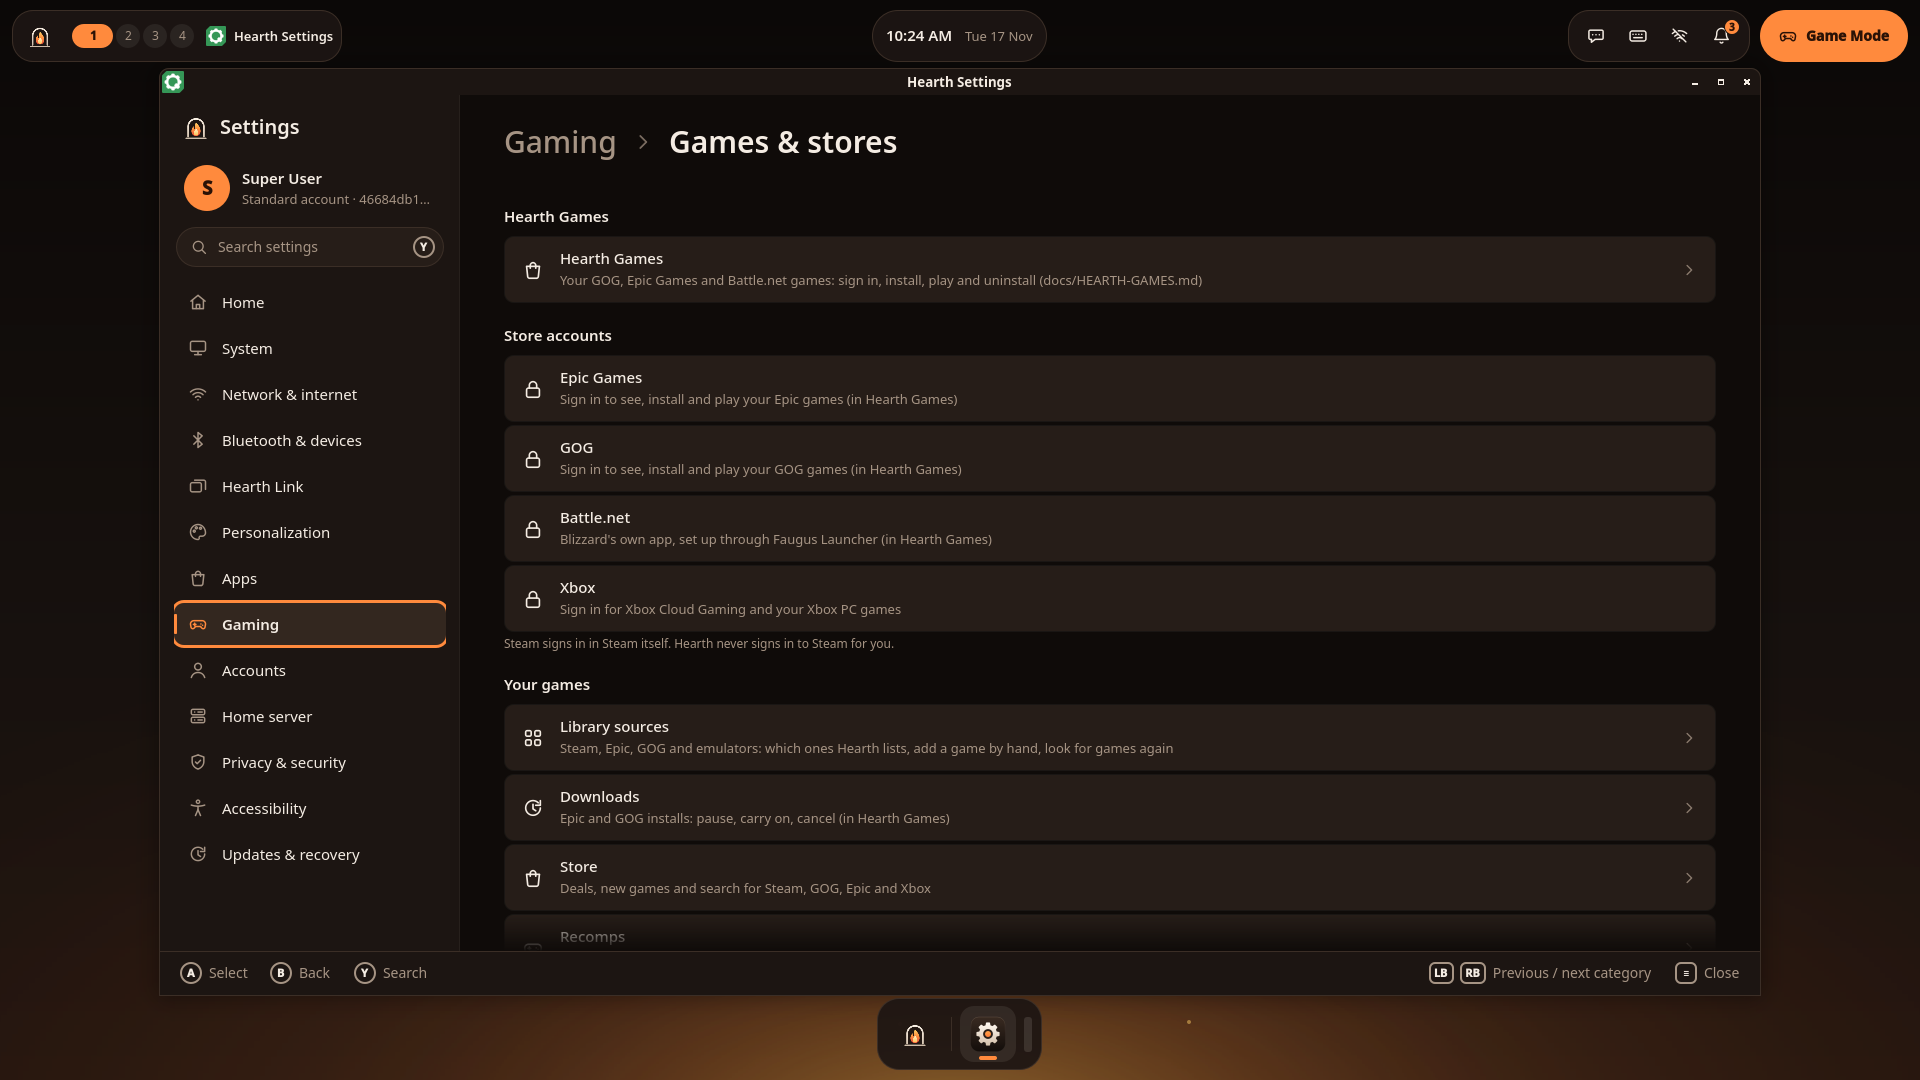 1 2 3 4 Hearth Settings
10:24 AM Tue 17 Nov
3
Game Mode
Hearth Settings
Settings
S
Super User
Standard account · 46684db1...
Search settings Y
Home
System
Network & internet
Bluetooth & devices
Hearth Link
Personalization
Apps
Gaming
Accounts
Home server
Privacy & security
Accessibility
Updates & recovery
Gaming > Games & stores
Hearth Games
Hearth Games
Your GOG, Epic Games and Battle.net games: sign in, install, play and uninstall (docs/HEARTH-GAMES.md)
Store accounts
Epic Games
Sign in to see, install and play your Epic games (in Hearth Games)
GOG
Sign in to see, install and play your GOG games (in Hearth Games)
Battle.net
Blizzard's own app, set up through Faugus Launcher (in Hearth Games)
Xbox
Sign in for Xbox Cloud Gaming and your Xbox PC games
Steam signs in in Steam itself. Hearth never signs in to Steam for you.
Your games
Library sources
Steam, Epic, GOG and emulators: which ones Hearth lists, add a game by hand, look for games again
Downloads
Epic and GOG installs: pause, carry on, cancel (in Hearth Games)
Store
Deals, new games and search for Steam, GOG, Epic and Xbox
Recomps
A Select B Back Y Search
LB RB Previous / next category ≡ Close